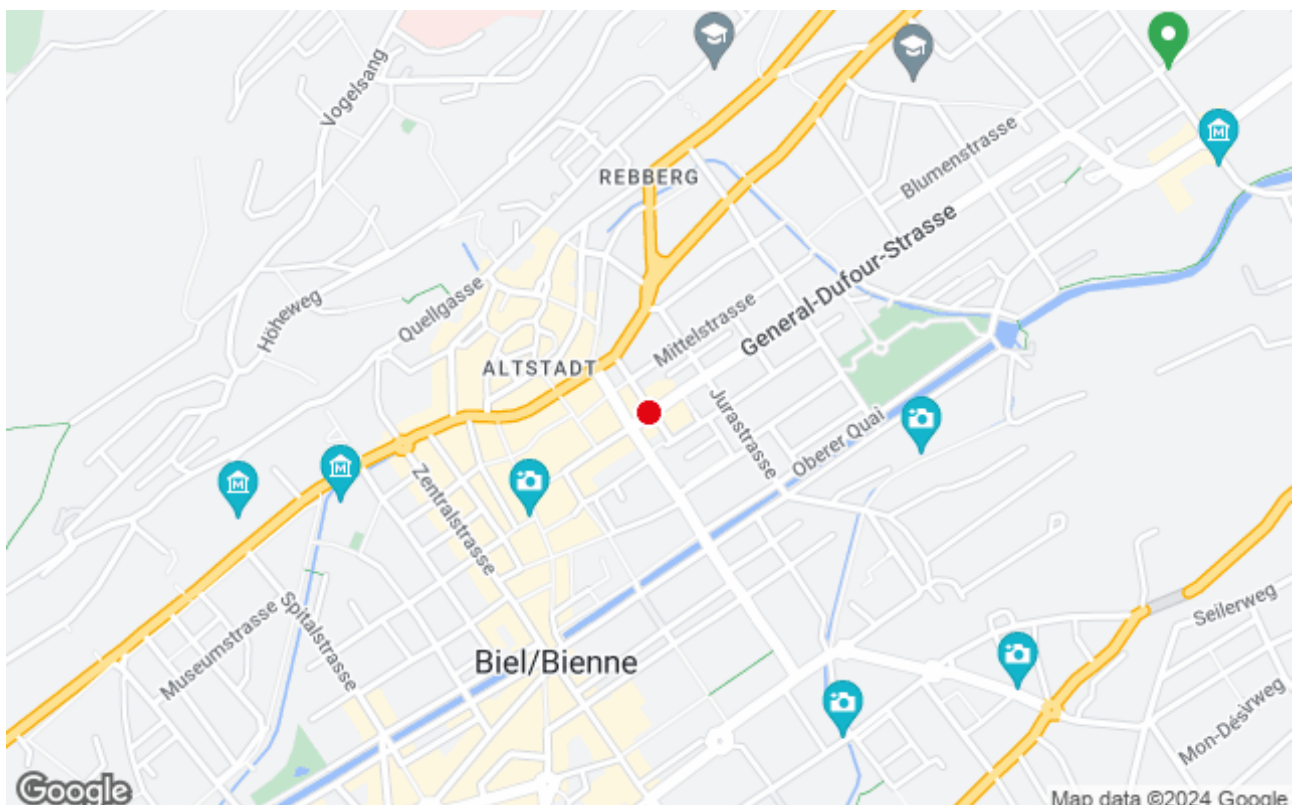 Vogelsang
REBBERG
Blumenstrasse
General-Dufour-Strasse
Höheweg
Quellgasse
Mittelstrasse
ALTSTADT
Jurastrasse
Oberer Quai
Zentralstrasse
Museumstrasse
Spitalstrasse
Seilerweg
Biel/Bienne
Mon-Désirweg
Google
Map data ©2024 Google